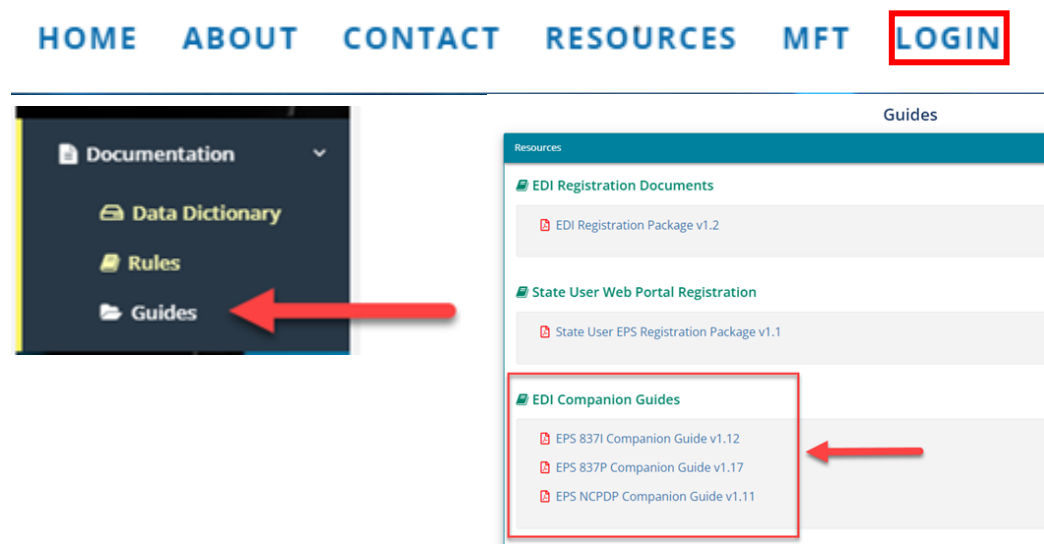 HOME ABOUT CONTACT RESOURCES MFT LOGIN
Documentation
Data Dictionary
Rules
Guides
Guides
Resources
EDI Registration Documents
EDI Registration Package v1.2
State User Web Portal Registration
State User EPS Registration Package v1.1
EDI Companion Guides
EPS 837I Companion Guide v1.12
EPS 837P Companion Guide v1.17
EPS NCPDP Companion Guide v1.11